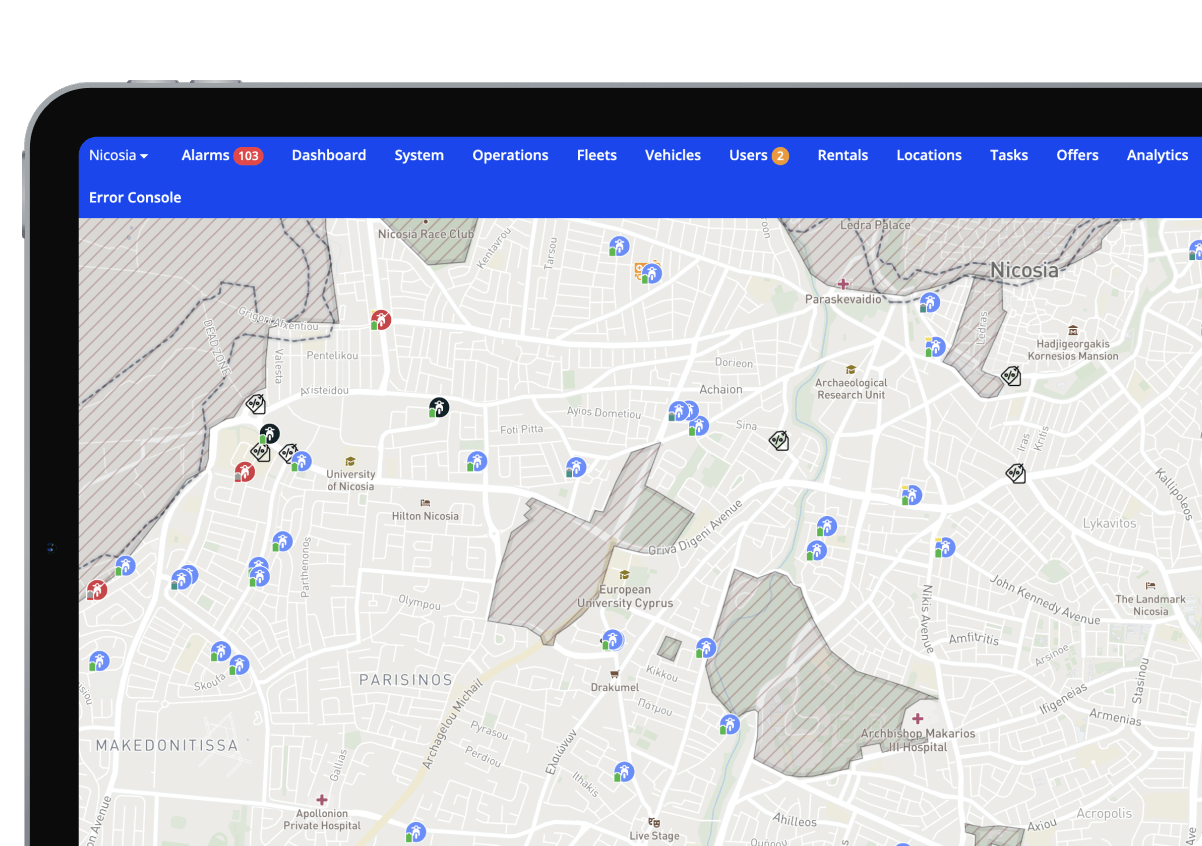 Nicosia
Alarms 103
Dashboard
System
Operations
Fleets
Vehicles
Users 2
Rentals
Locations
Tasks
Offers
Analytics
Error Console
Nicosia Race Club
Kentavrou
Tarsou
Ledra Palace
Nicosia
Paraskevaidio
Grigori Afxentiou
DEAD ZONE
Valesta
Pentelikou
Ledras
Hadjigeorgakis
Kornesios Mansion
Dorieon
Archaeological
Research Unit
Aristeidou
Achaion
Ayios Dometiou
Foti Pitta
Sina
Iras
Kritis
University
of Nicosia
Kallipoleos
Hilton Nicosia
Griva Digeni Avenue
Lykavitos
Parthenonos
European
University Cyprus
Olympou
Nikis Avenue
John Kennedy Avenue
The Landmark
Nicosia
Amfitritis
Arsinoe
Stasinou
Kikkou
Drakumel
PARISINOS
Skoufa
Πατμου
Ifigeneias
Armenias
Archangelou Michail
Pyrasou
Perdiou
Ελαιώνων
Archbishop Makarios
III Hospital
MAKEDONITISSA
Gallias
Ithakis
Apollonion
Private Hospital
Live Stage
Ahilleos
Axiou
Acropolis
on Avenue